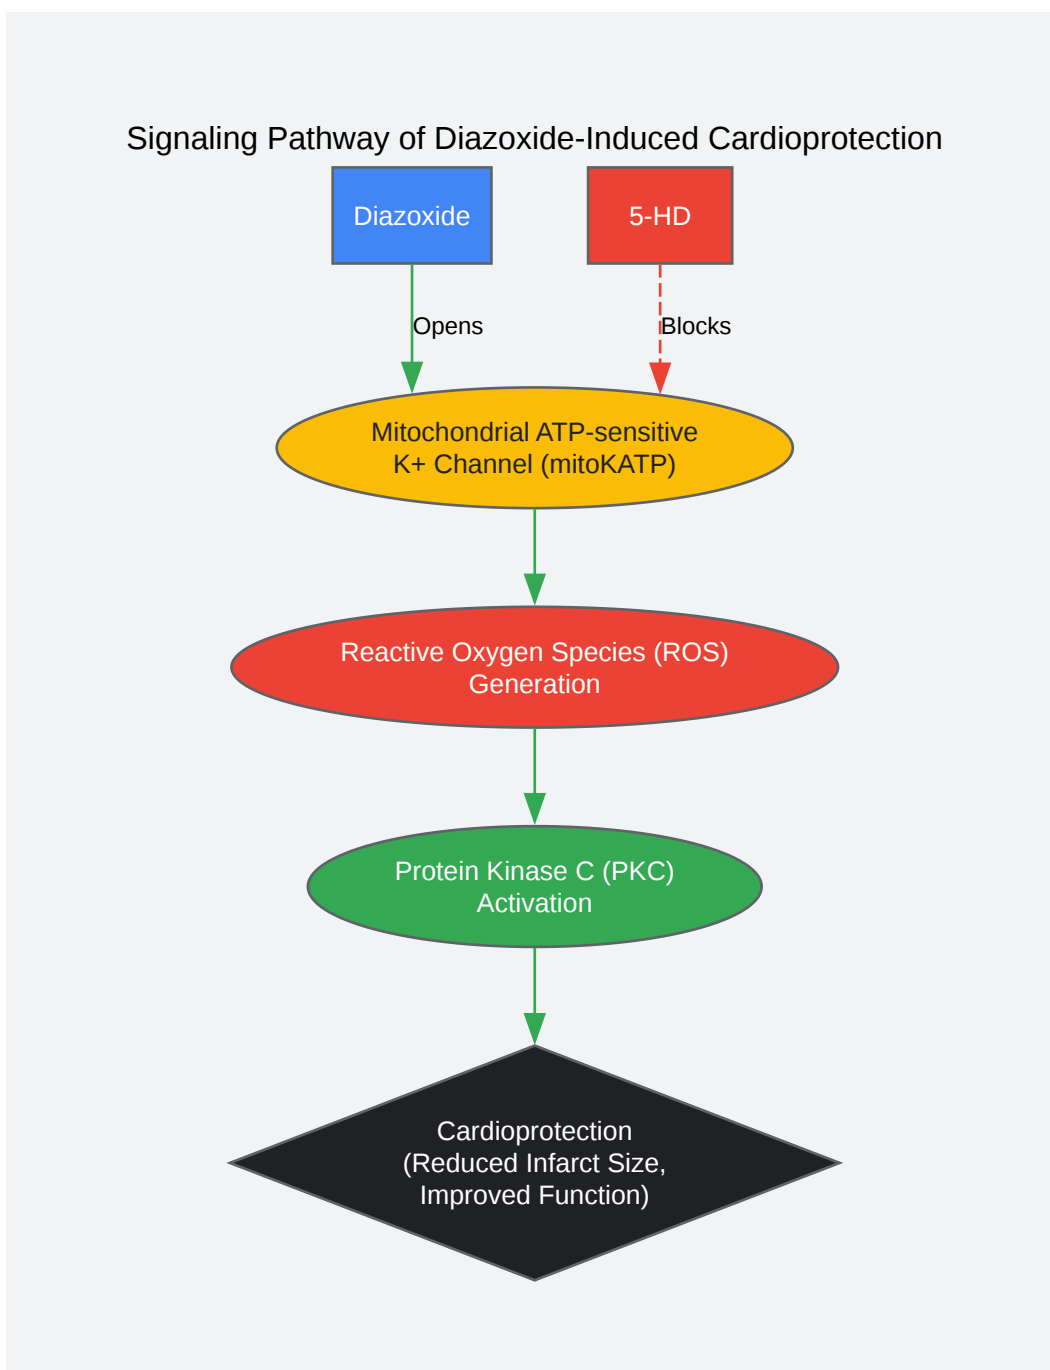 Signaling Pathway of Diazoxide-Induced Cardioprotection
Diazoxide
5-HD
Opens
Blocks
Mitochondrial ATP-sensitive
K+ Channel (mitoKATP)
Reactive Oxygen Species (ROS)
Generation
Protein Kinase C (PKC)
Activation
Cardioprotection
(Reduced Infarct Size,
Improved Function)